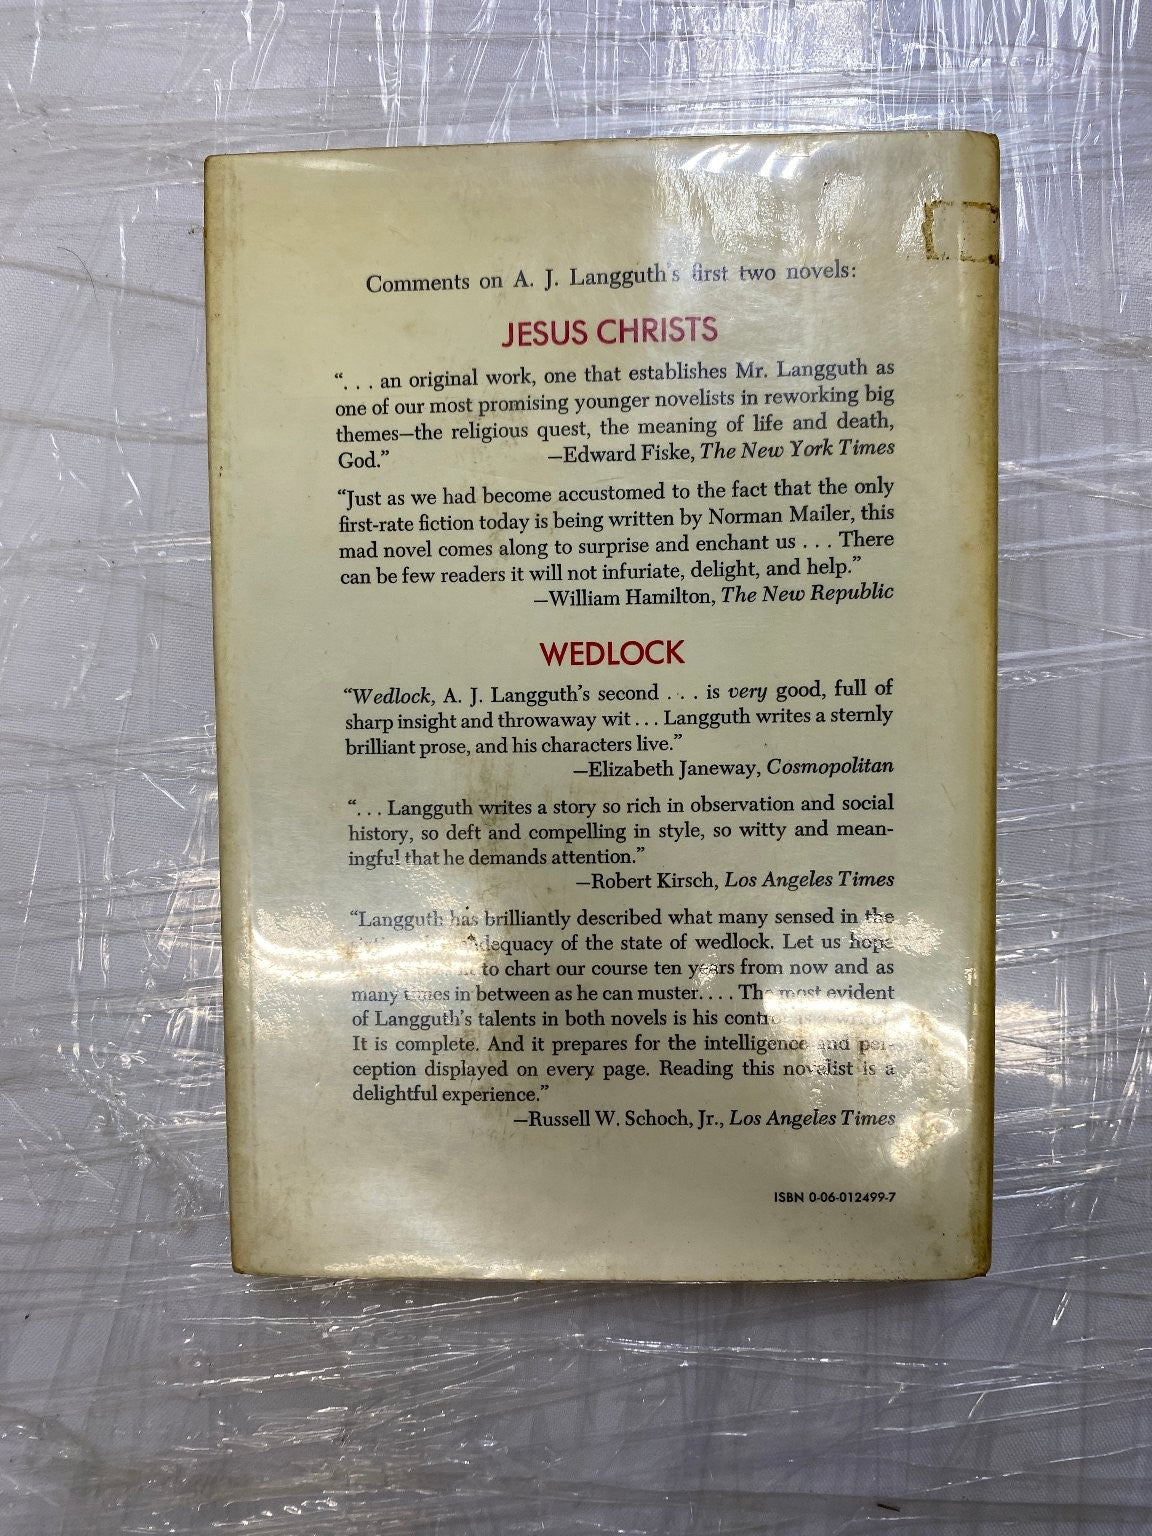 Comments on A. J. Langguth's first two novels:
JESUS CHRISTS
". . . an original work, one that establishes Mr. Langguth as
one of our most promising younger novelists in reworking big
themes—the religious quest, the meaning of life and death,
God." —Edward Fiske, The New York Times
"Just as we had become accustomed to the fact that the only
first-rate fiction today is being written by Norman Mailer, this
mad novel comes along to surprise and enchant us . . . There
can be few readers it will not infuriate, delight, and help."
—William Hamilton, The New Republic
WEDLOCK
"Wedlock, A. J. Langguth's second . . . is very good, full of
sharp insight and throwaway wit . . . Langguth writes a sternly
brilliant prose, and his characters live."
—Elizabeth Janeway, Cosmopolitan
". . . Langguth writes a story so rich in observation and social
history, so deft and compelling in style, so witty and mean-
ingful that he demands attention."
—Robert Kirsch, Los Angeles Times
"Langguth has brilliantly described what many sensed in the
of the state of wedlock. Let us hope
to chart our course ten years from now and as
many times in between as he can muster. . . . The most evident
of Langguth's talents in both novels is his
It is complete. And it prepares for the intelligence and per-
ception displayed on every page. Reading this novelist is a
delightful experience."
—Russell W. Schoch, Jr., Los Angeles Times
ISBN 0-06-012499-7